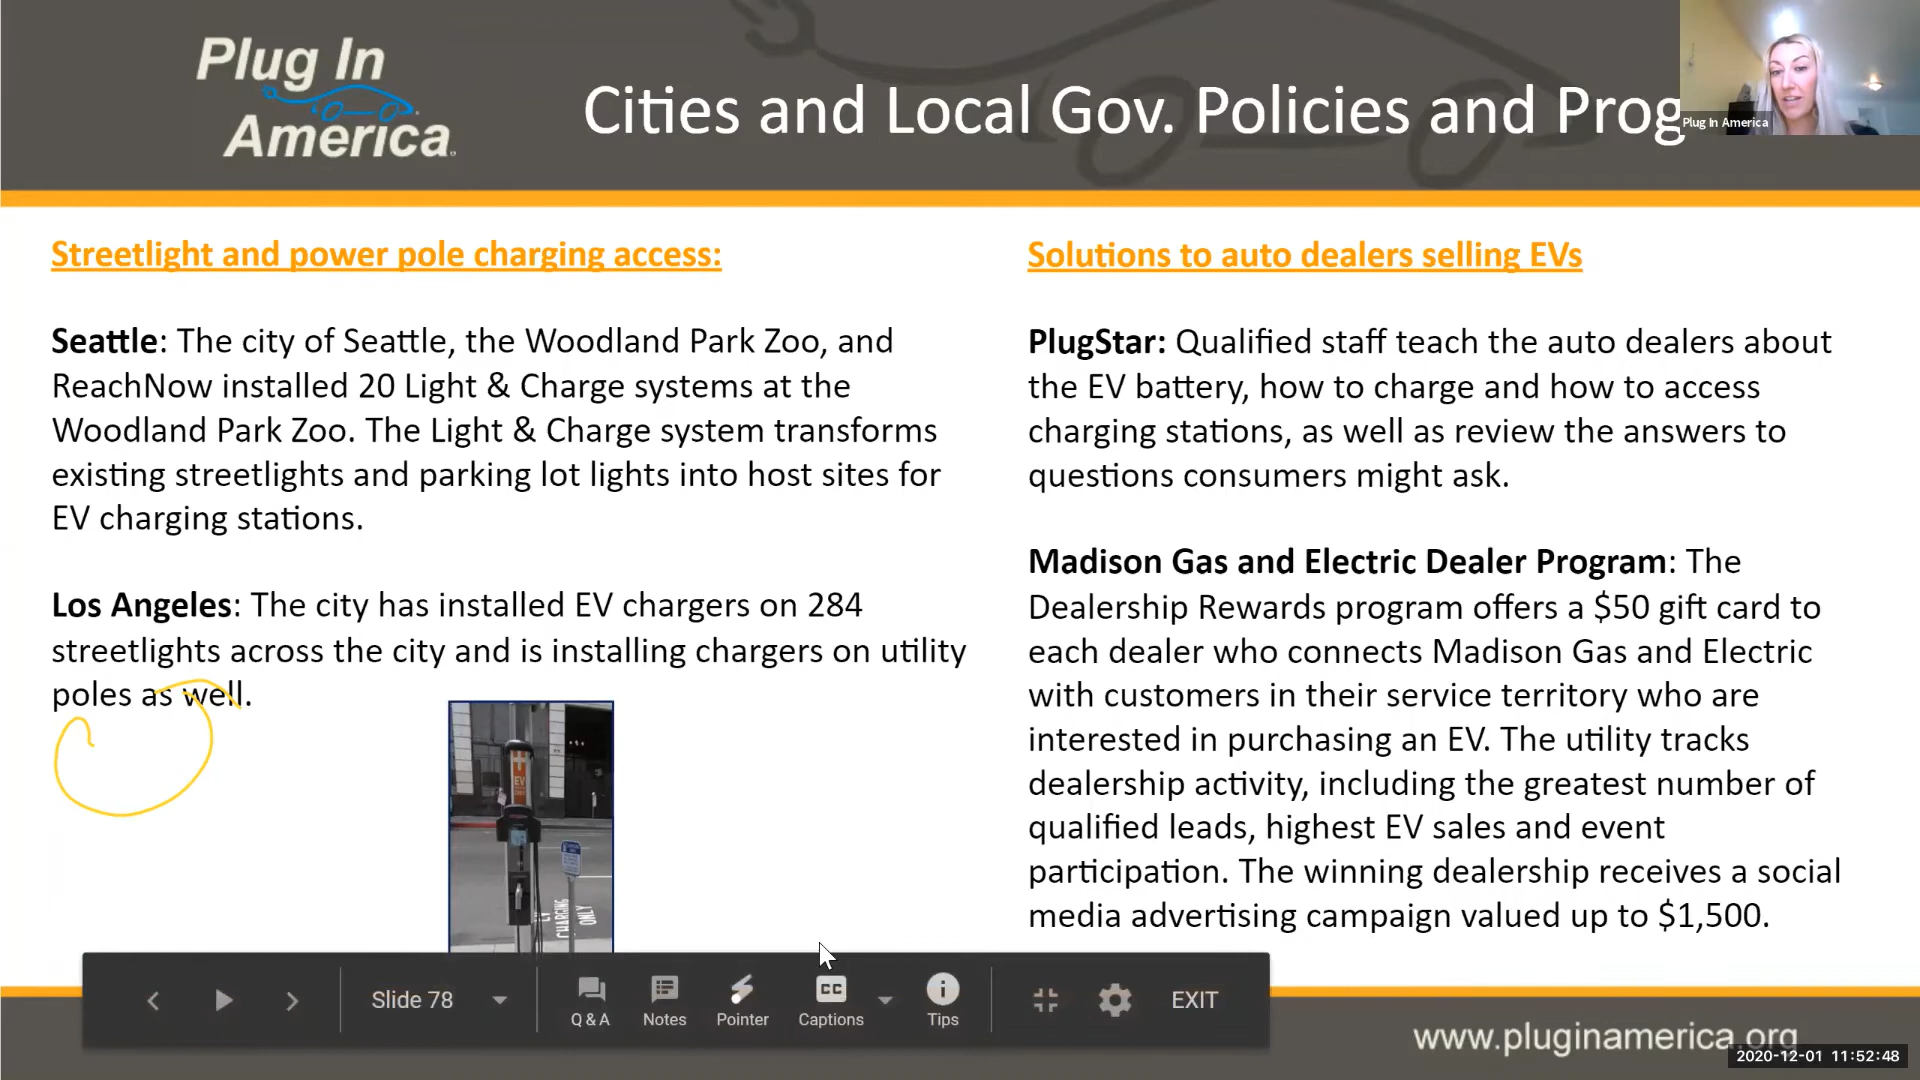 Plug In
America
Cities and Local Gov. Policies and Prog
Plug In America
Streetlight and power pole charging access:
Seattle: The city of Seattle, the Woodland Park Zoo, and
ReachNow installed 20 Light & Charge systems at the
Woodland Park Zoo. The Light & Charge system transforms
existing streetlights and parking lot lights into host sites for
EV charging stations.
Los Angeles: The city has installed EV chargers on 284
streetlights across the city and is installing chargers on utility
poles as well.
EV
CHARGING
ONLY
Solutions to auto dealers selling EVs
PlugStar: Qualified staff teach the auto dealers about
the EV battery, how to charge and how to access
charging stations, as well as review the answers to
questions consumers might ask.
Madison Gas and Electric Dealer Program: The
Dealership Rewards program offers a $50 gift card to
each dealer who connects Madison Gas and Electric
with customers in their service territory who are
interested in purchasing an EV. The utility tracks
dealership activity, including the greatest number of
qualified leads, highest EV sales and event
participation. The winning dealership receives a social
media advertising campaign valued up to $1,500.
Slide 78
Q & A
Notes
Pointer
CC
Captions
Tips
EXIT
www.pluginamerica.org
2020-12-01 11:52:48